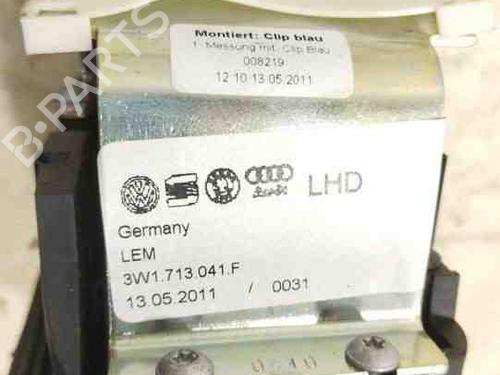 Montiert: Clip blau
1. Messung mit. Clip Blau
008219
12:10 13.05.2011
B-PARTS
Audi LHD
Germany
LEM
3W1.713.041.F
13.05.2011 / 0031